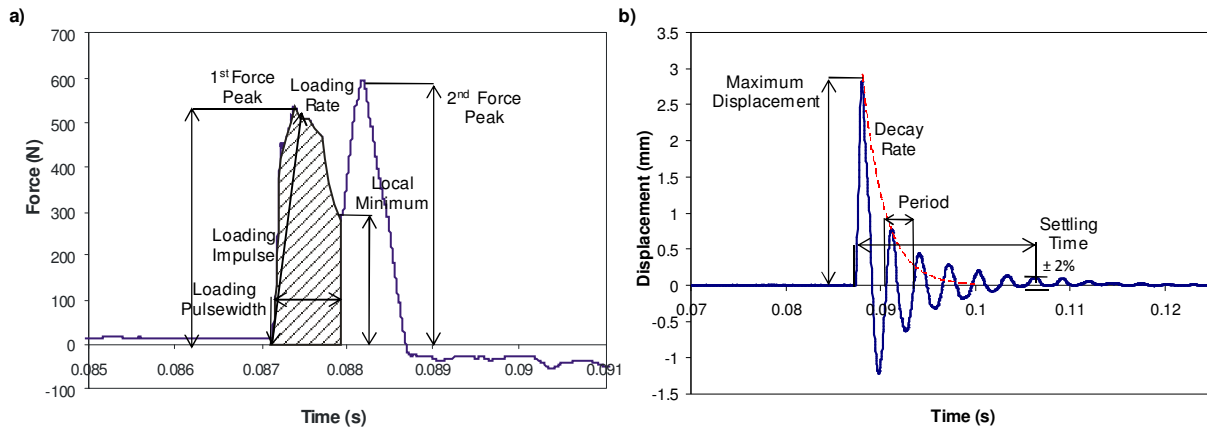 a)
700
600
500
400
300
200
100
0
-100
Force (N)
1st Force
Peak
Loading
Rate
2nd Force
Peak
Local
Minimum
Loading
Impulse
Loading
Pulsewidth
0.085
0.086
0.087
0.088
0.089
0.09
0.091
Time (s)
b)
3.5
3
2.5
2
1.5
1
0.5
0
-0.5
-1
-1.5
Displacement (mm)
Maximum
Displacement
Decay
Rate
Period
Settling
Time
± 2%
0.07
0.08
0.09
0.1
0.11
0.12
Time (s)